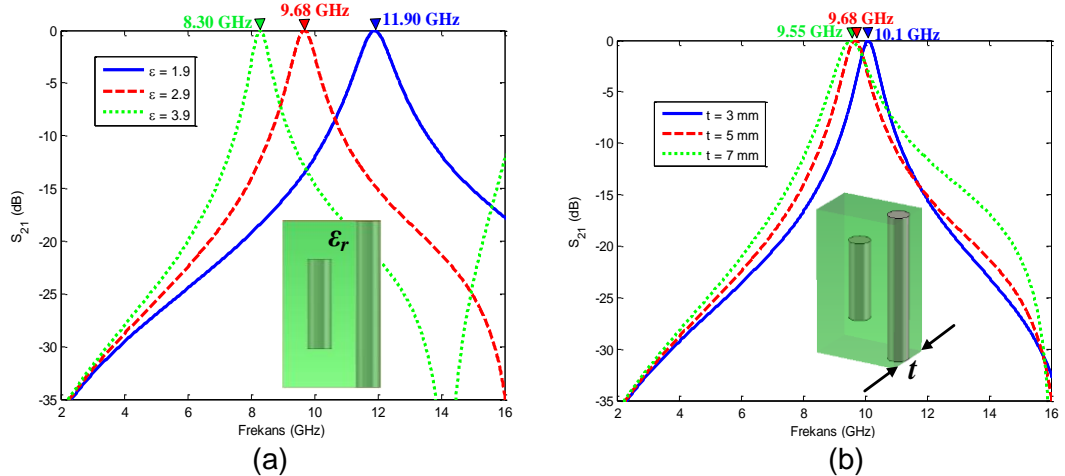 8.30 GHz
9.68 GHz
11.90 GHz
0
-5
-10
-15
-20
-25
-30
-35
S21 (dB)
ε = 1.9
ε = 2.9
ε = 3.9
εr
2
4
6
8
10
12
14
16
Frekans (GHz)
(a)
9.68 GHz
9.55 GHz
10.1 GHz
0
-5
-10
-15
-20
-25
-30
-35
S21 (dB)
t = 3 mm
t = 5 mm
t = 7 mm
t
2
4
6
8
10
12
14
16
Frekans (GHz)
(b)